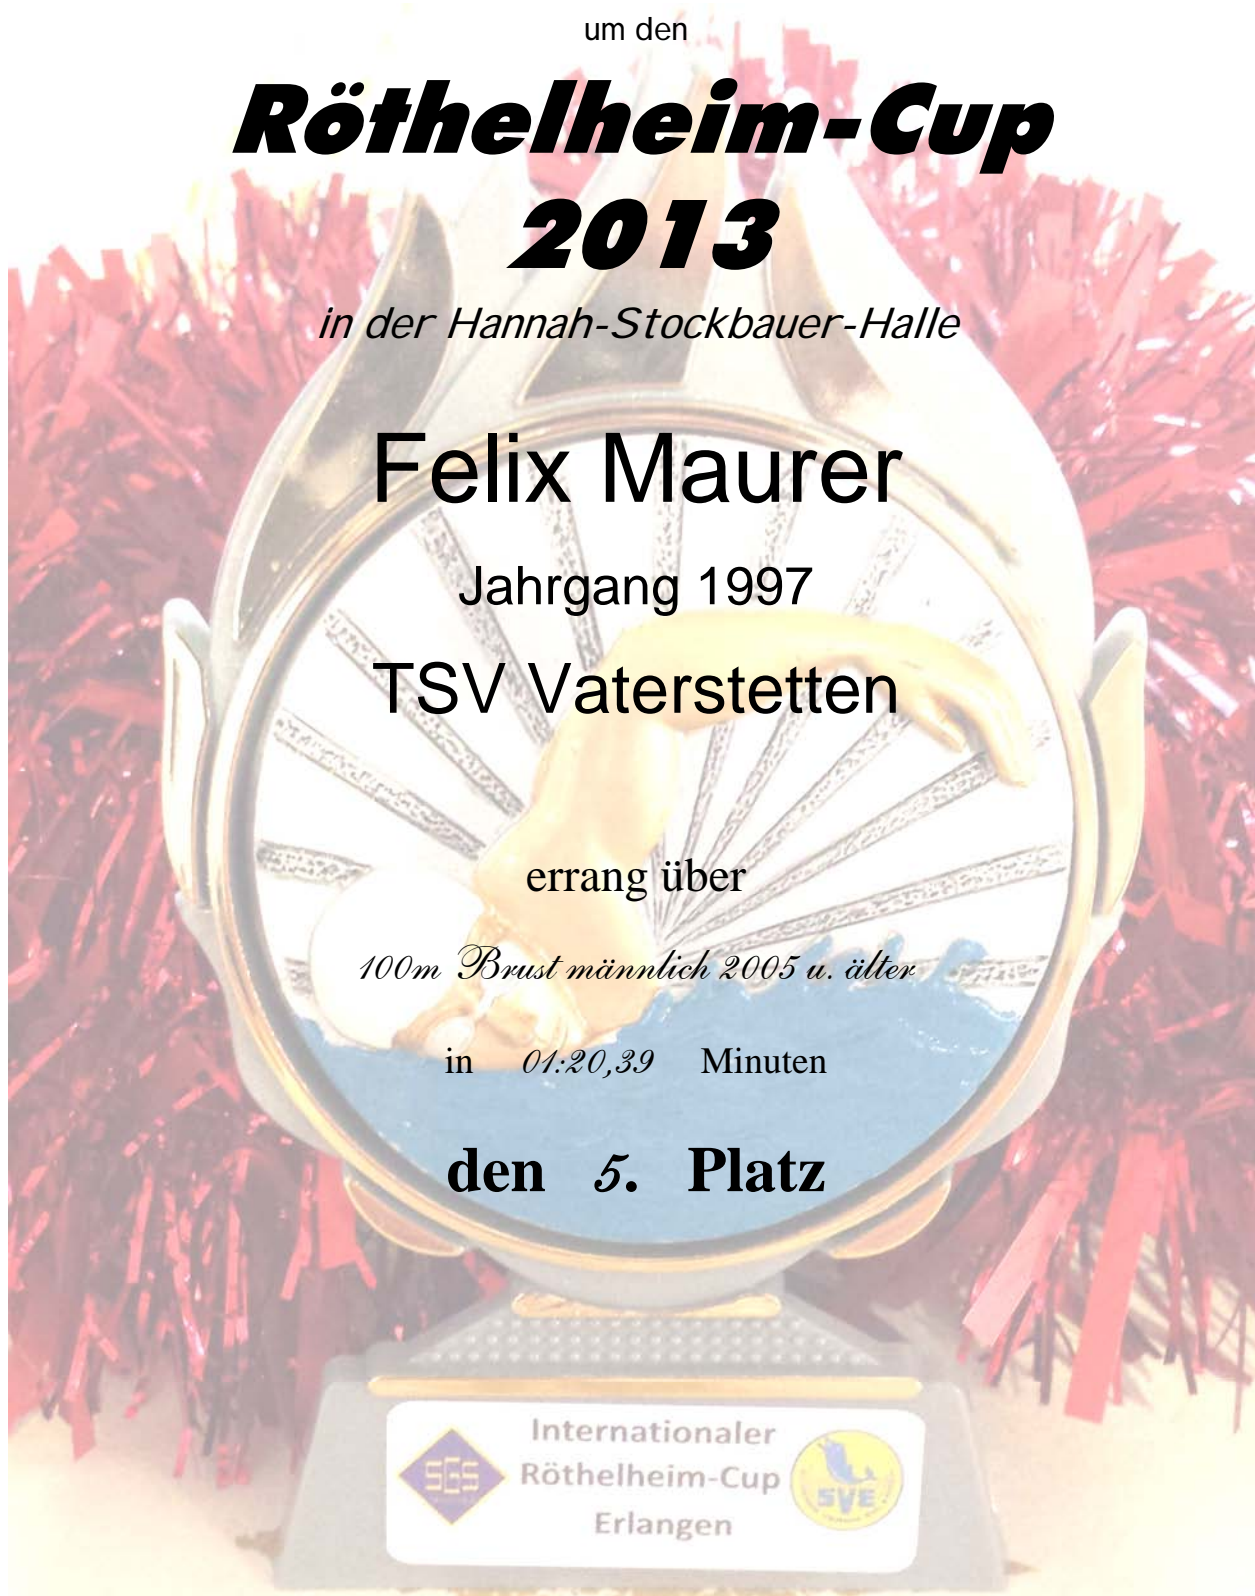 um den
Röthelheim-Cup
2013
in der Hannah-Stockbauer-Halle
Felix Maurer
Jahrgang 1997
TSV Vaterstetten
errang über
100m Brust männlich 2005 u. älter
in 01:20,39 Minuten
den 5. Platz
Internationaler
SGS Röthelheim-Cup SVE
Erlangen